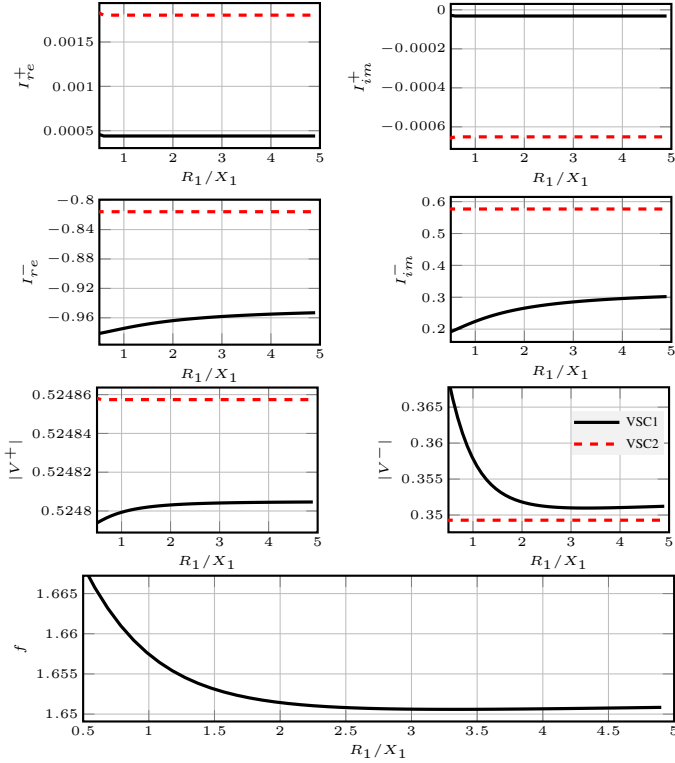 0.0015
0.001
0.0005
I_re^+
1 2 3 4 5
R1/X1
0
−0.0002
−0.0004
−0.0006
I_im^+
1 2 3 4 5
R1/X1
−0.8
−0.84
−0.88
−0.92
−0.96
I_re^−
1 2 3 4 5
R1/X1
0.6
0.5
0.4
0.3
0.2
I_im^−
1 2 3 4 5
R1/X1
0.52486
0.52484
0.52482
0.5248
|V^+|
1 2 3 4 5
R1/X1
0.365
0.36
0.355
0.35
|V^−|
VSC1
VSC2
1 2 3 4 5
R1/X1
1.665
1.66
1.655
1.65
f
0.5 1 1.5 2 2.5 3 3.5 4 4.5 5
R1/X1